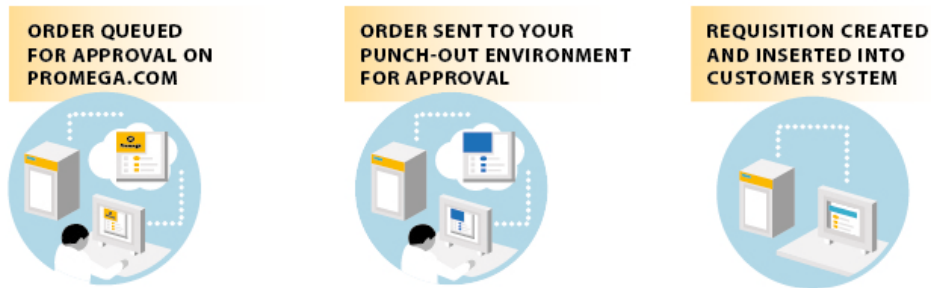 ORDER QUEUED
FOR APPROVAL ON
PROMEGA.COM
ORDER SENT TO YOUR
PUNCH-OUT ENVIRONMENT
FOR APPROVAL
REQUISITION CREATED
AND INSERTED INTO
CUSTOMER SYSTEM
Promega